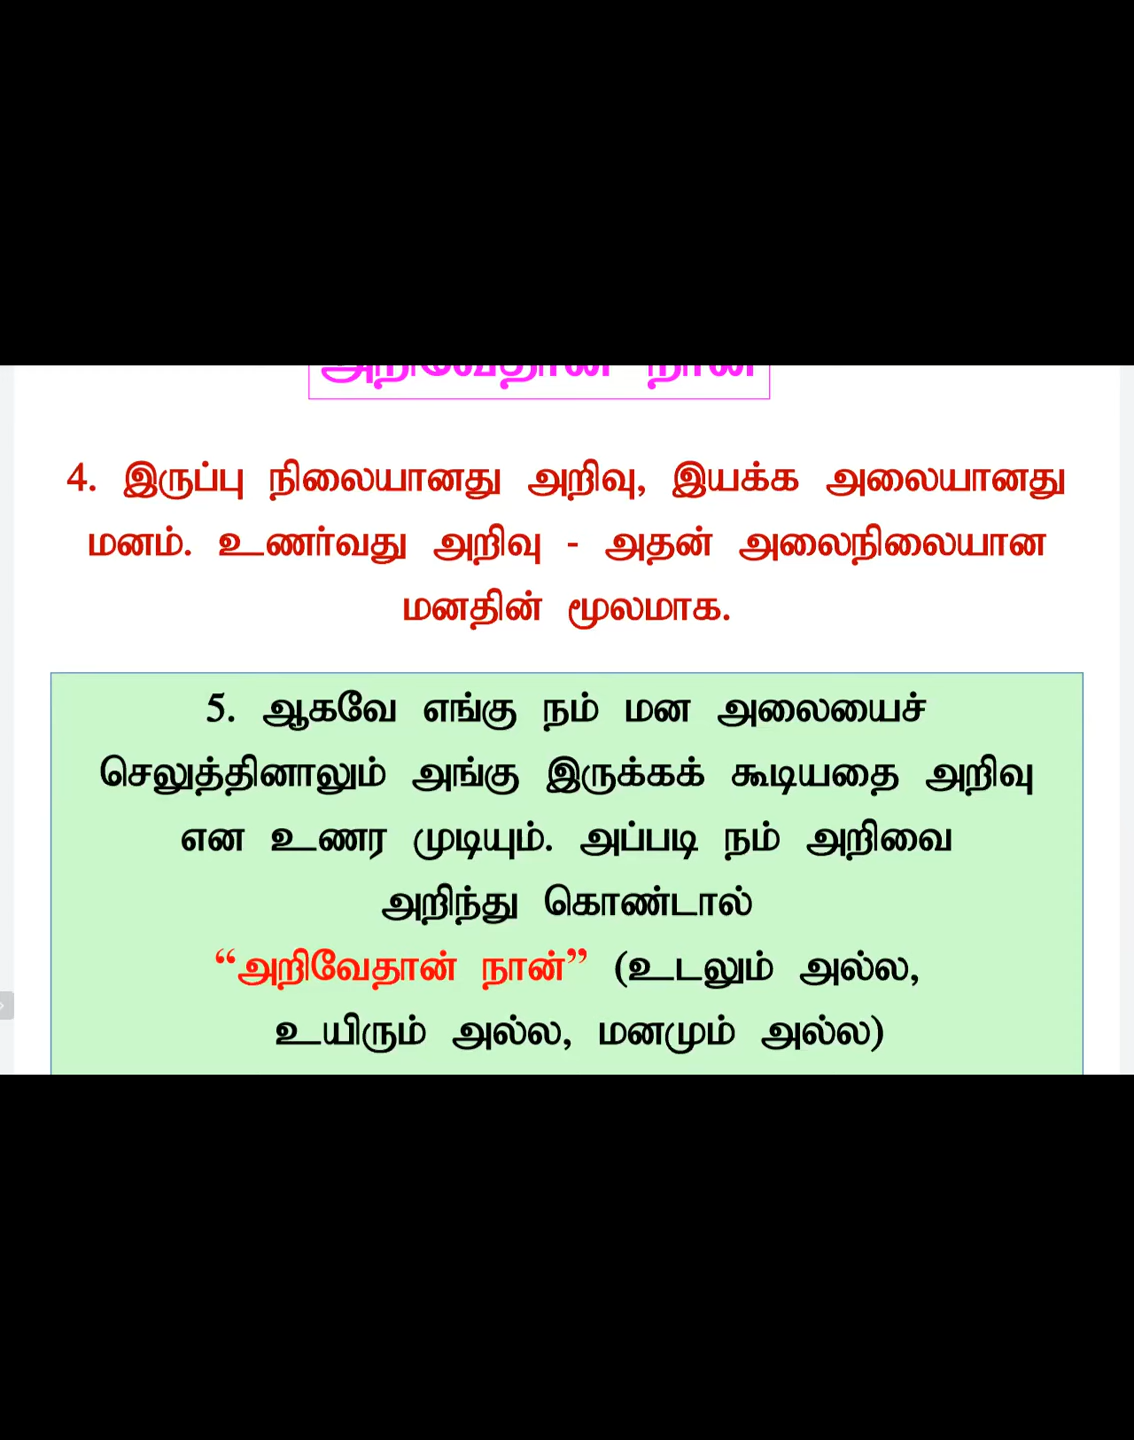 அறிவேதான் நான்
4. இருப்பு நிலையானது அறிவு, இயக்க அலையானது
மனம். உணர்வது அறிவு - அதன் அலைநிலையான
மனதின் மூலமாக.
5. ஆகவே எங்கு நம் மன அலையைச்
செலுத்தினாலும் அங்கு இருக்கக் கூடியதை அறிவு
என உணர முடியும். அப்படி நம் அறிவை
அறிந்து கொண்டால்
“அறிவேதான் நான்” (உடலும் அல்ல,
உயிரும் அல்ல, மனமும் அல்ல)